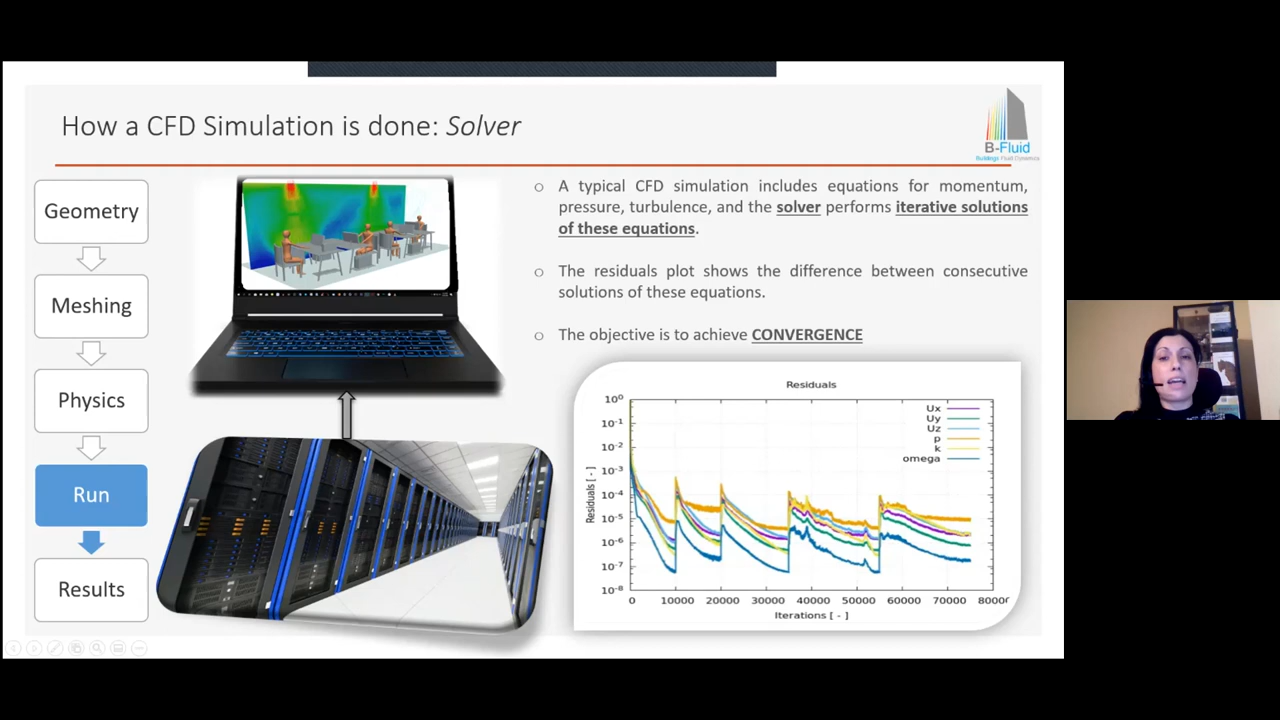 How a CFD Simulation is done: Solver
B-Fluid
Buildings Fluid Dynamics
Geometry
Meshing
Physics
Run
Results
○ A typical CFD simulation includes equations for momentum,
pressure, turbulence, and the solver performs iterative solutions
of these equations.
○ The residuals plot shows the difference between consecutive
solutions of these equations.
○ The objective is to achieve CONVERGENCE
Residuals
Ux
Uy
Uz
p
k
omega
Residuals [ - ]
10⁰
10⁻¹
10⁻²
10⁻³
10⁻⁴
10⁻⁵
10⁻⁶
10⁻⁷
10⁻⁸
0 10000 20000 30000 40000 50000 60000 70000 80000
Iterations [ - ]